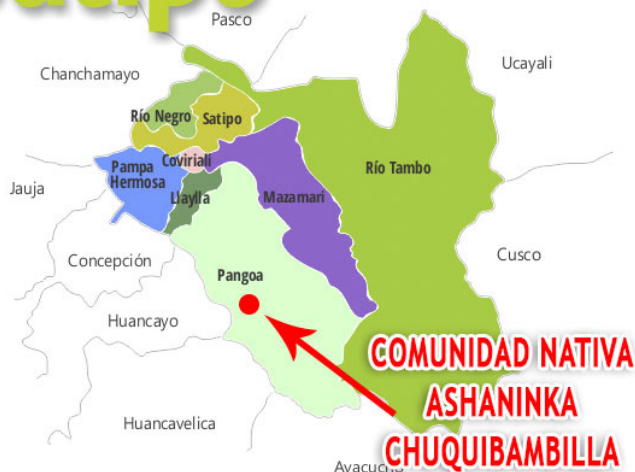 Pasco
Ucayali
Chanchamayo
Río Negro
Satipo
Coviriali
Pampa
Hermosa
Río Tambo
Jauja
Llaylla
Mazamari
Concepción
Cusco
Pangoa
Huancayo
COMUNIDAD NATIVA
ASHANINKA
CHUQUIBAMBILLA
Huancavelica
Ayacucho